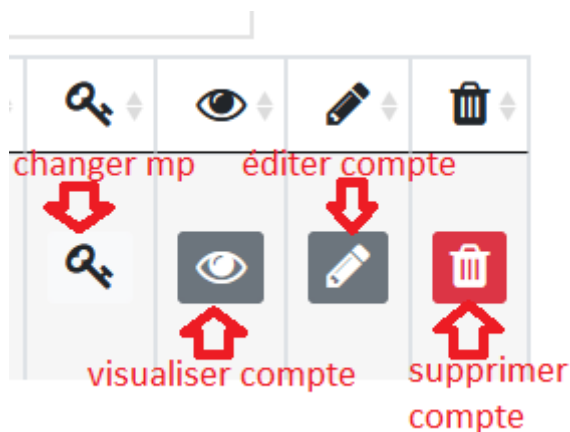 changer mp éditer compte
visualiser compte
supprimer
compte